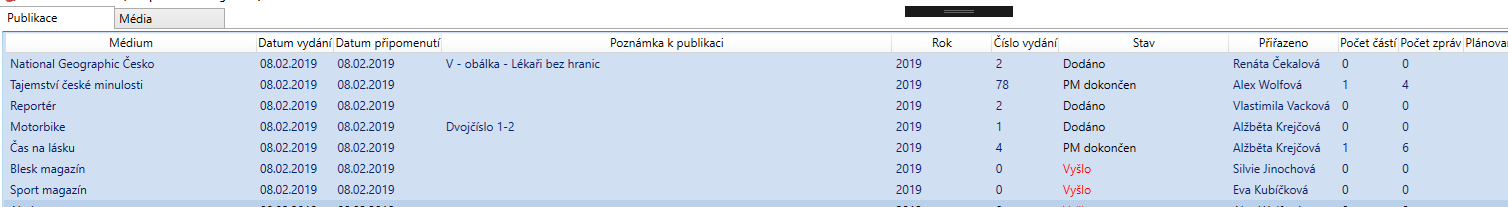 Publikace Média
Médium Datum vydání Datum připomenutí Poznámka k publikaci Rok Číslo vydání Stav Přiřazeno Počet částí Počet zpráv
National Geographic Česko 08.02.2019 08.02.2019 V - obálka - Lékaři bez hranic 2019 2 Dodáno Renáta Čekalová 0 0
Tajemství české minulosti 08.02.2019 08.02.2019 2019 78 PM dokončen Alex Wolfová 1 4
Reportér 08.02.2019 08.02.2019 2019 2 Dodáno Vlastimila Vacková 0 0
Motorbike 08.02.2019 08.02.2019 Dvojčíslo 1-2 2019 1 Dodáno Alžběta Krejčová 0 0
Čas na lásku 08.02.2019 08.02.2019 2019 4 PM dokončen Alžběta Krejčová 1 6
Blesk magazín 08.02.2019 08.02.2019 2019 0 Vyšlo Silvie Jinochová 0 0
Sport magazín 08.02.2019 08.02.2019 2019 0 Vyšlo Eva Kubíčková 0 0